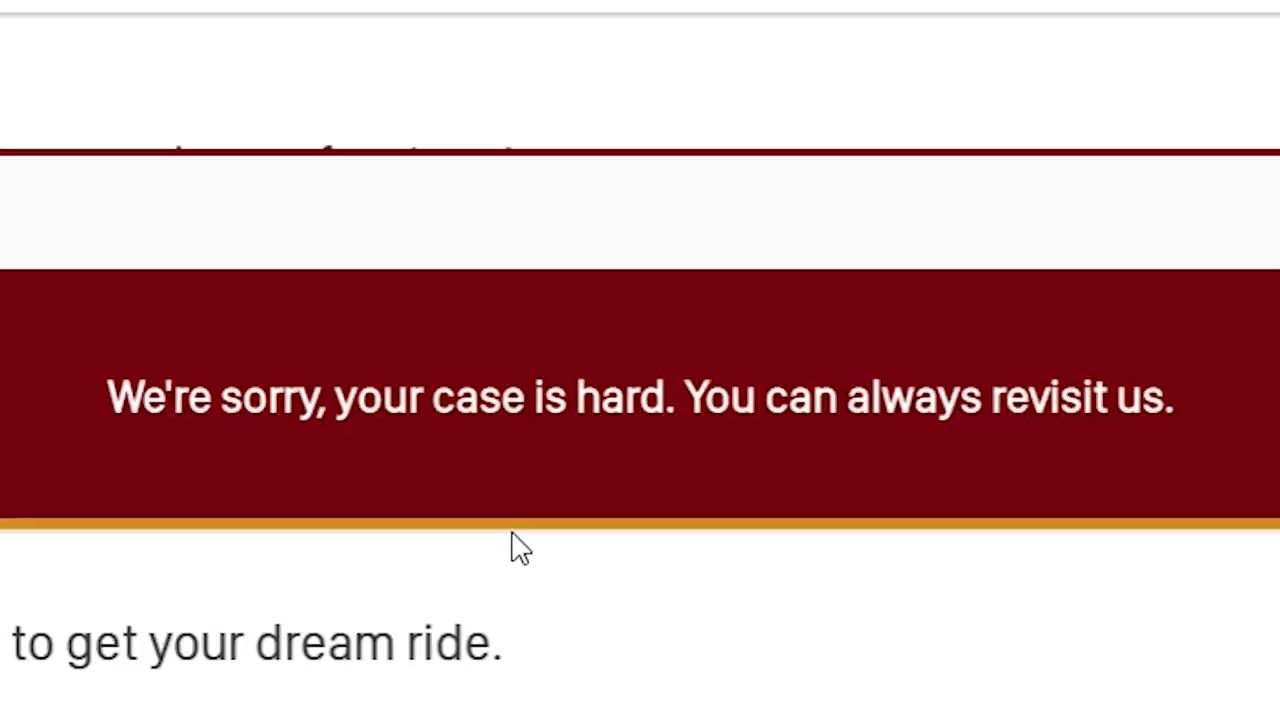 We're sorry, your case is hard. You can always revisit us.
to get your dream ride.